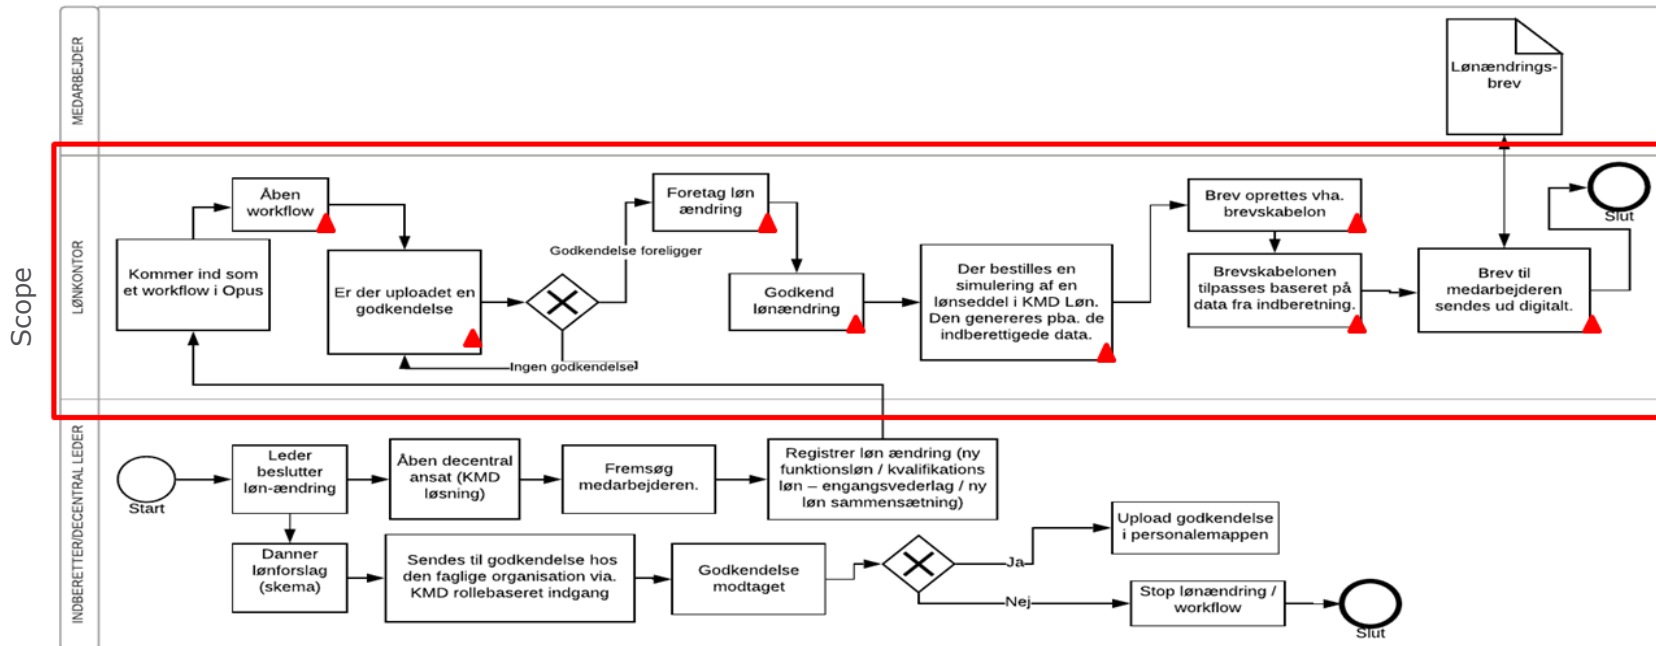 MEDARBEJDER
Lønændrings-
brev
Scope
LØNKONTOR
Kommer ind som
et workflow i Opus
Åben
workflow
Er der uploadet en
godkendelse
Godkendelse foreligger
Ingen godkendelse
Foretag løn
ændring
Godkend
lønændring
Der bestilles en
simulering af en
lønseddel i KMD Løn.
Den genereres pba. de
indberettigede data.
Brev oprettes vha.
brevskabelon
Brevskabelonen
tilpasses baseret på
data fra indberetning.
Brev til
medarbejderen
sendes ud digitalt.
Slut
INDBERETTER/DECENTRAL LEDER
Start
Leder
beslutter
løn-ændring
Åben decentral
ansat (KMD
løsning)
Fremsøg
medarbejderen.
Registrer løn ændring (ny
funktionsløn / kvalifikations
løn – engangsvederlag / ny
løn sammensætning)
Danner
lønforslag
(skema)
Sendes til godkendelse hos
den faglige organisation via.
KMD rollebaseret indgang
Godkendelse
modtaget
Ja
Upload godkendelse
i personalemappen
Nej
Stop lønændring /
workflow
Slut